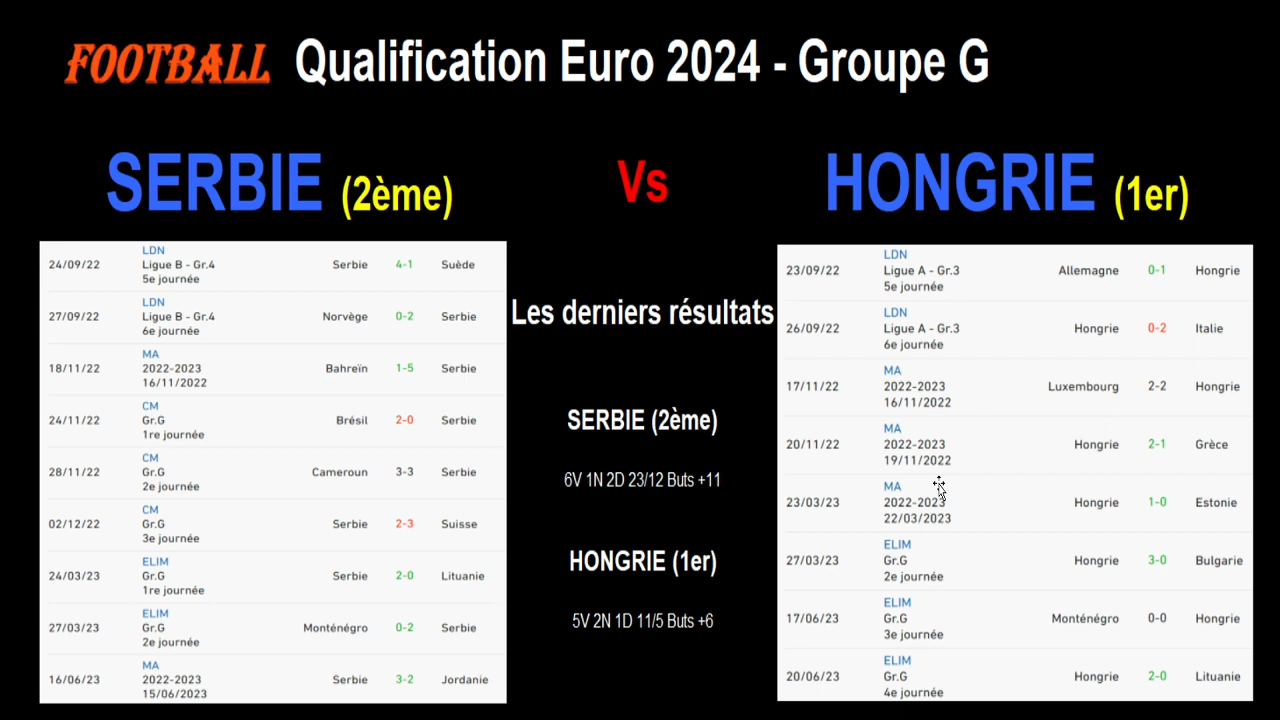 FOOTBALL Qualification Euro 2024 - Groupe G
SERBIE (2ème) Vs HONGRIE (1er)
LDN
24/09/22 Ligue B - Gr.4 Serbie 4-1 Suède
5e journée
LDN
27/09/22 Ligue B - Gr.4 Norvège 0-2 Serbie
6e journée
MA
18/11/22 2022-2023 Bahreïn 1-5 Serbie
16/11/2022
CM
24/11/22 Gr.G Brésil 2-0 Serbie
1re journée
CM
28/11/22 Gr.G Cameroun 3-3 Serbie
2e journée
CM
02/12/22 Gr.G Serbie 2-3 Suisse
3e journée
ELIM
24/03/23 Gr.G Serbie 2-0 Lituanie
1re journée
ELIM
27/03/23 Gr.G Monténégro 0-2 Serbie
2e journée
MA
16/06/23 2022-2023 Serbie 3-2 Jordanie
15/06/2023
Les derniers résultats
SERBIE (2ème)
6V 1N 2D 23/12 Buts +11
HONGRIE (1er)
5V 2N 1D 11/5 Buts +6
LDN
23/09/22 Ligue A - Gr.3 Allemagne 0-1 Hongrie
5e journée
LDN
26/09/22 Ligue A - Gr.3 Hongrie 0-2 Italie
6e journée
MA
17/11/22 2022-2023 Luxembourg 2-2 Hongrie
16/11/2022
MA
20/11/22 2022-2023 Hongrie 2-1 Grèce
19/11/2022
MA
23/03/23 2022-2023 Hongrie 1-0 Estonie
22/03/2023
ELIM
27/03/23 Gr.G Hongrie 3-0 Bulgarie
2e journée
ELIM
17/06/23 Gr.G Monténégro 0-0 Hongrie
3e journée
ELIM
20/06/23 Gr.G Hongrie 2-0 Lituanie
4e journée